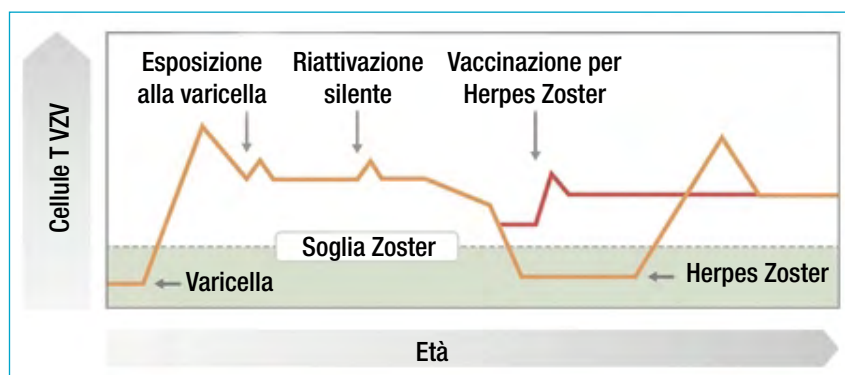 Esposizione
alla varicella
Riattivazione
silente
Vaccinazione per
Herpes Zoster
Cellule T VZV
Soglia Zoster
Varicella
Herpes Zoster
Età